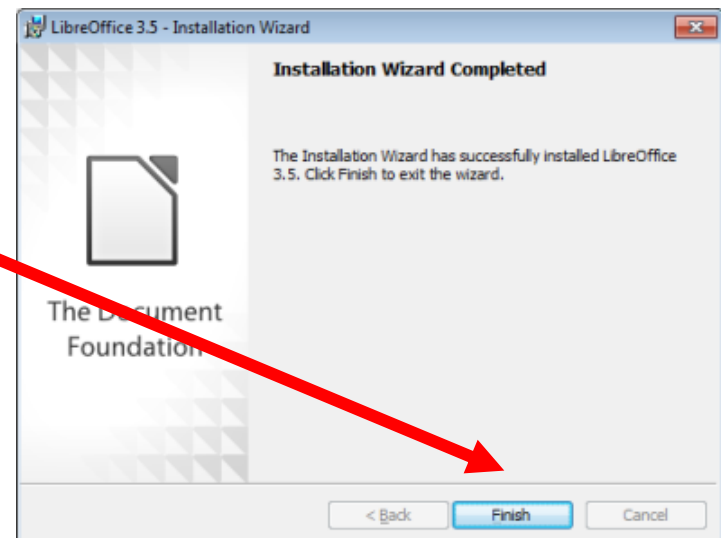 LibreOffice 3.5 - Installation Wizard
Installation Wizard Completed
The Installation Wizard has successfully installed LibreOffice
3.5. Click Finish to exit the wizard.
The Document
Foundation
< Back
Finish
Cancel